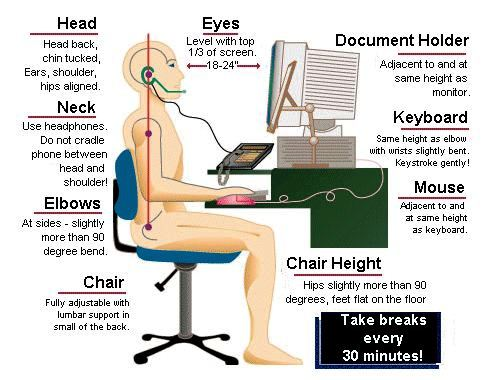 Head
Head back,
chin tucked,
Ears, shoulder,
hips aligned.
Neck
Use headphones.
Do not cradle
phone between
head and
shoulder!
Elbows
At sides - slightly
more than 90
degree bend.
Chair
Fully adjustable with
lumbar support in
small of the back.
Eyes
Level with top
1/3 of screen.
18-24"
Document Holder
Adjacent to and at
same height as
monitor.
Keyboard
Same height as elbow
with wrists slightly bent.
Keystroke gently!
Mouse
Adjacent to and
at same height
as keyboard.
Chair Height
Hips slightly more than 90
degrees, feet flat on the floor
Take breaks
every
30 minutes!